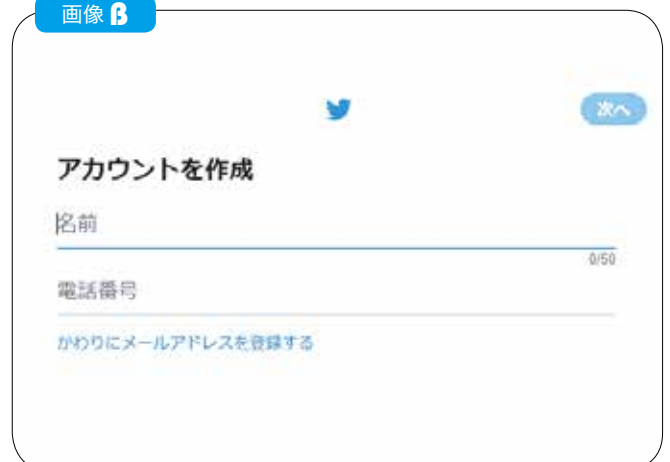 画像 β
次へ
アカウントを作成
名前
0/50
電話番号
かわりにメールアドレスを登録する